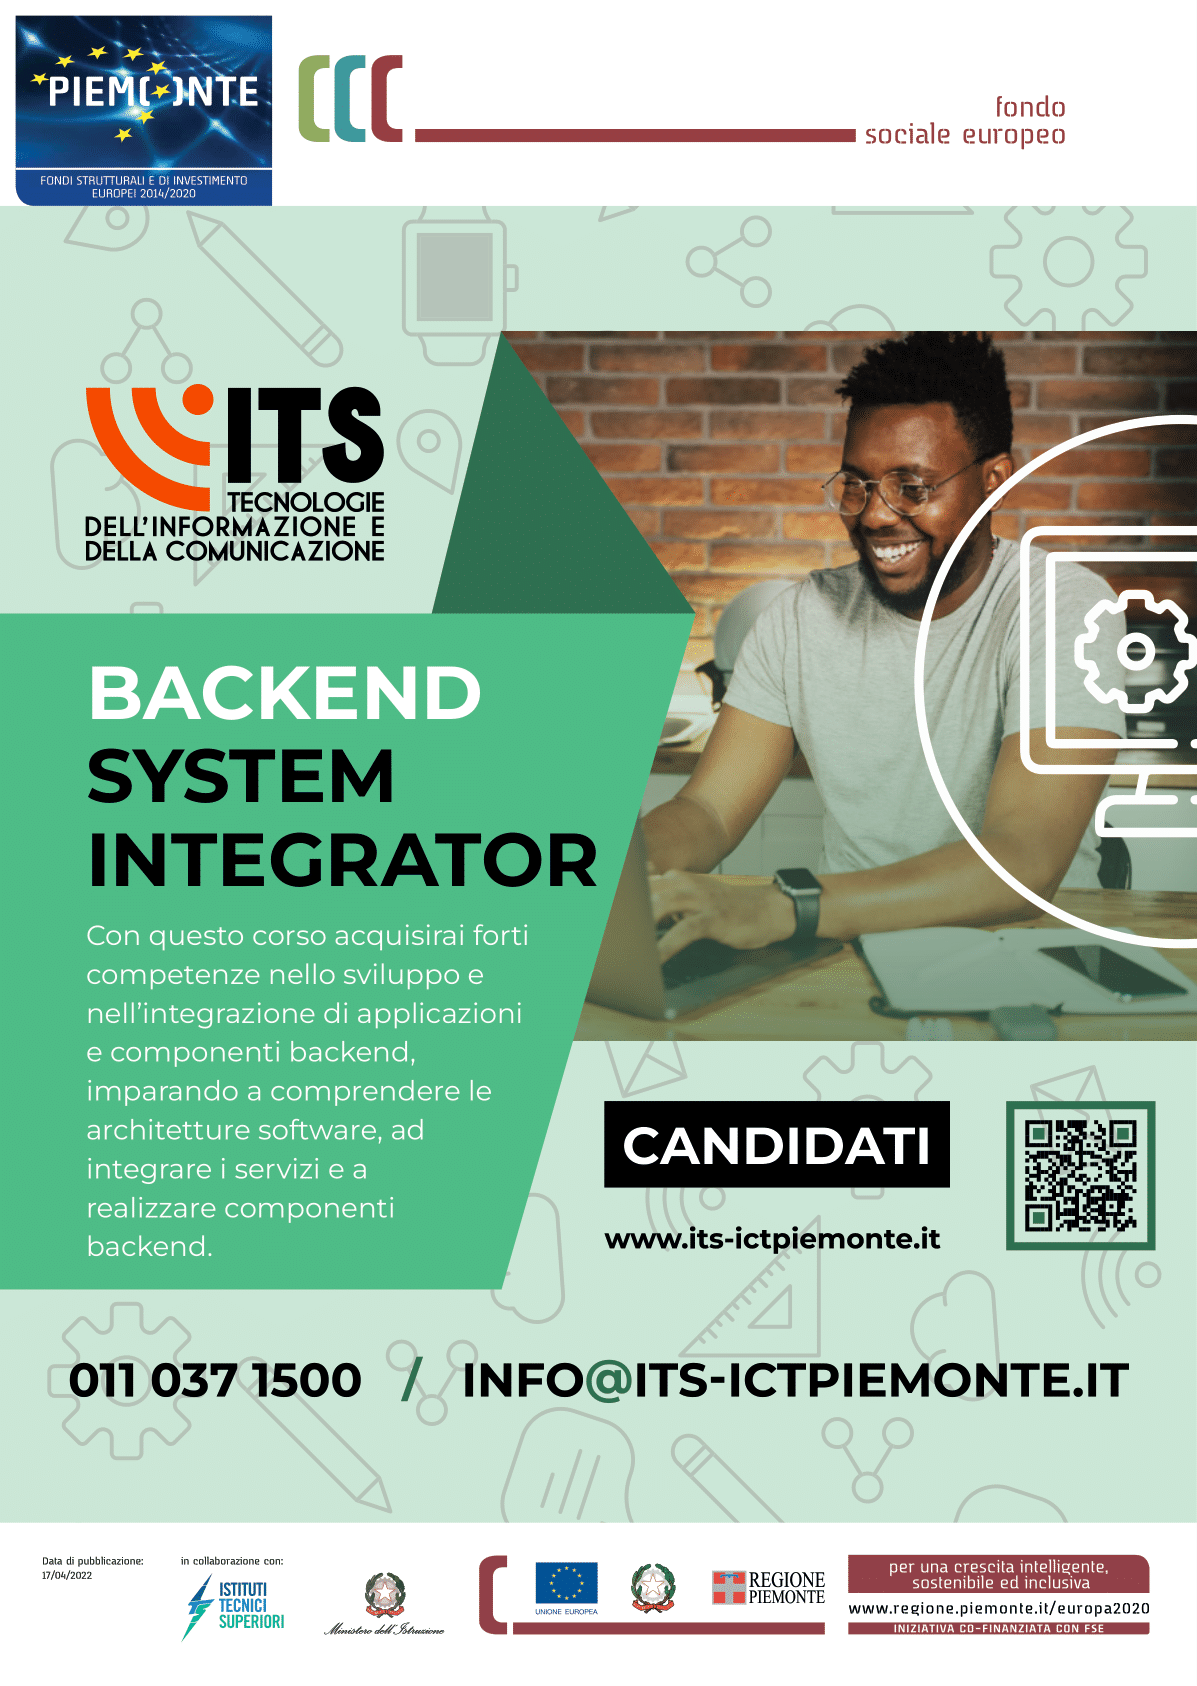 PIEM( )NTE
FONDI STRUTTURALI E DI INVESTIMENTO
EUROPEI 2014/2020
fondo
sociale europeo
ITS
TECNOLOGIE
DELL'INFORMAZIONE E
DELLA COMUNICAZIONE
BACKEND
SYSTEM
INTEGRATOR
Con questo corso acquisirai forti
competenze nello sviluppo e
nell'integrazione di applicazioni
e componenti backend,
imparando a comprendere le
architetture software, ad
integrare i servizi e a
realizzare componenti
backend.
CANDIDATI
www.its-ictpiemonte.it
011 037 1500 / INFO@ITS-ICTPIEMONTE.IT
Data di pubblicazione:
17/04/2022
in collaborazione con:
ISTITUTI
TECNICI
SUPERIORI
Ministero dell'Istruzione
UNIONE EUROPEA
REGIONE
PIEMONTE
per una crescita intelligente,
sostenibile ed inclusiva
www.regione.piemonte.it/europa2020
INIZIATIVA CO-FINANZIATA CON FSE